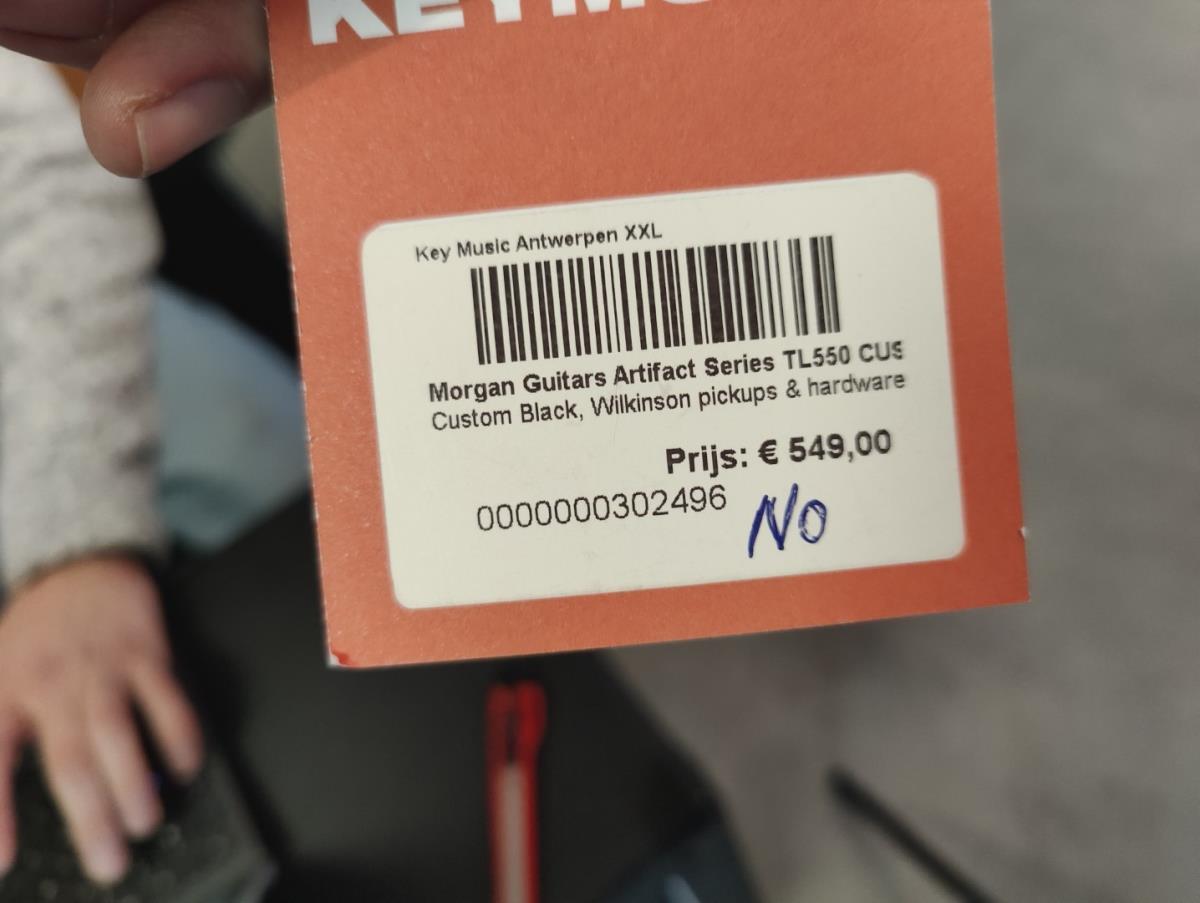 KEYMU
Key Music Antwerpen XXL
Morgan Guitars Artifact Series TL550 CUS
Custom Black, Wilkinson pickups & hardware
Prijs: € 549,00
0000000302496
No